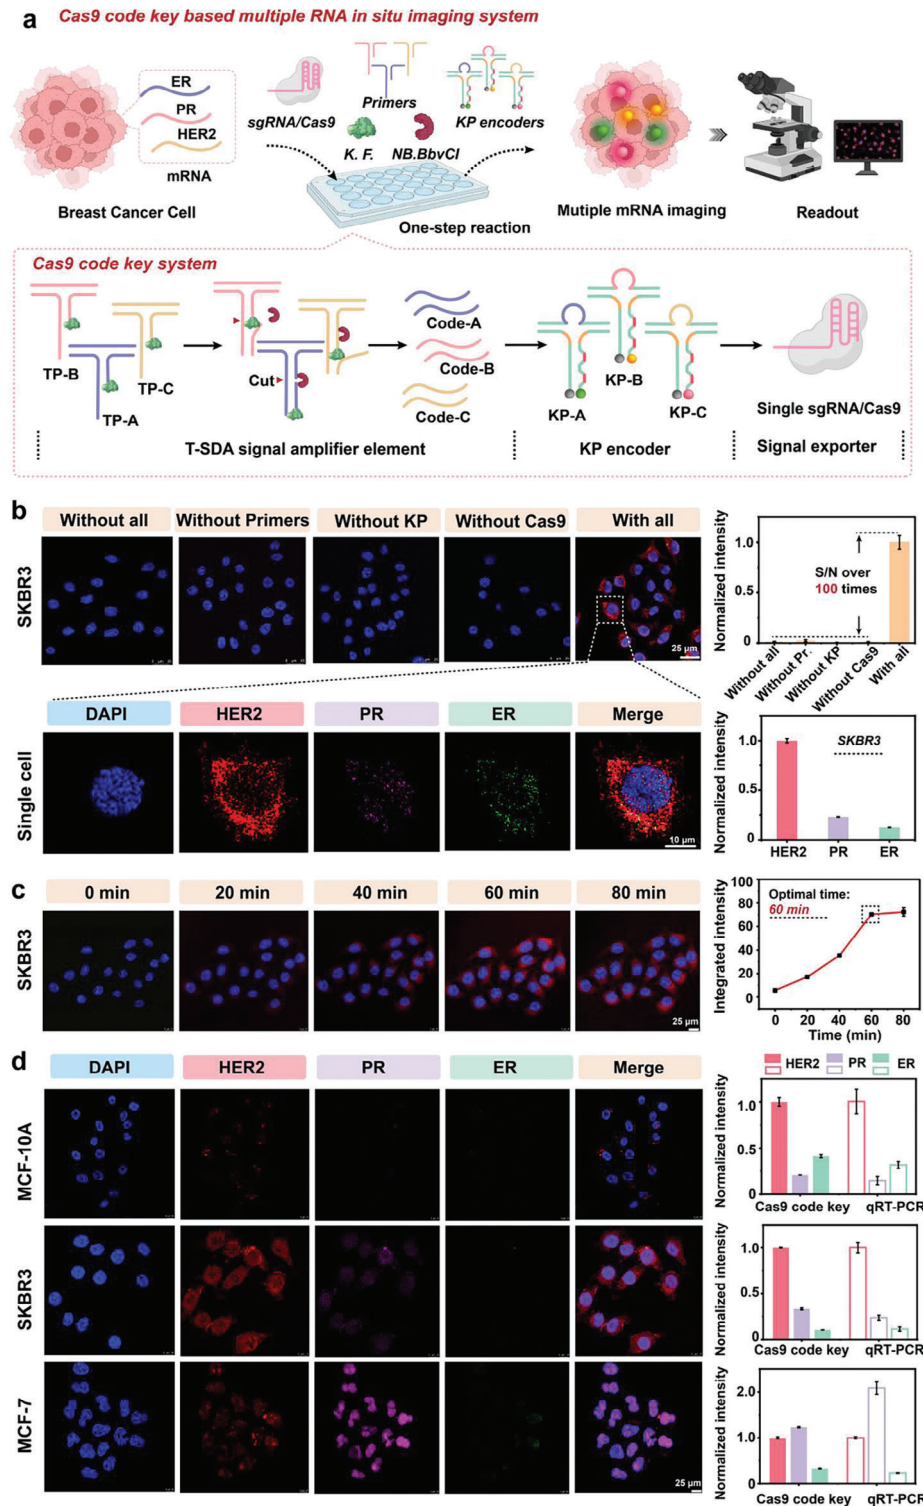 a
Cas9 code key based multiple RNA in situ imaging system
ER
PR
HER2
mRNA
Breast Cancer Cell
sgRNA/Cas9
Primers
KP encoders
K. F.
NB.BbvCI
One-step reaction
Mutiple mRNA imaging
Readout
Cas9 code key system
TP-B
TP-C
TP-A
Cut
Code-A
Code-B
Code-C
KP-A
KP-B
KP-C
Single sgRNA/Cas9
T-SDA signal amplifier element
KP encoder
Signal exporter
b
Without all
Without Primers
Without KP
Without Cas9
With all
SKBR3
25 µm
Normalized intensity
1.0
0.5
0
S/N over
100 times
Without all
Without Pr.
Without KP
Without Cas9
With all
DAPI
HER2
PR
ER
Merge
Single cell
10 µm
Normalized intensity
1.0
0.5
0
SKBR3
HER2
PR
ER
c
0 min
20 min
40 min
60 min
80 min
SKBR3
25 µm
Integrated intensity
100
80
60
40
20
0
Optimal time:
60 min
0
20
40
60
80
Time (min)
d
DAPI
HER2
PR
ER
Merge
HER2
PR
ER
MCF-10A
Normalized intensity
1.0
0.5
0
Cas9 code key
qRT-PCR
SKBR3
Normalized intensity
1.0
0.5
0
Cas9 code key
qRT-PCR
MCF-7
25 µm
Normalized intensity
2.0
1.0
0
Cas9 code key
qRT-PCR